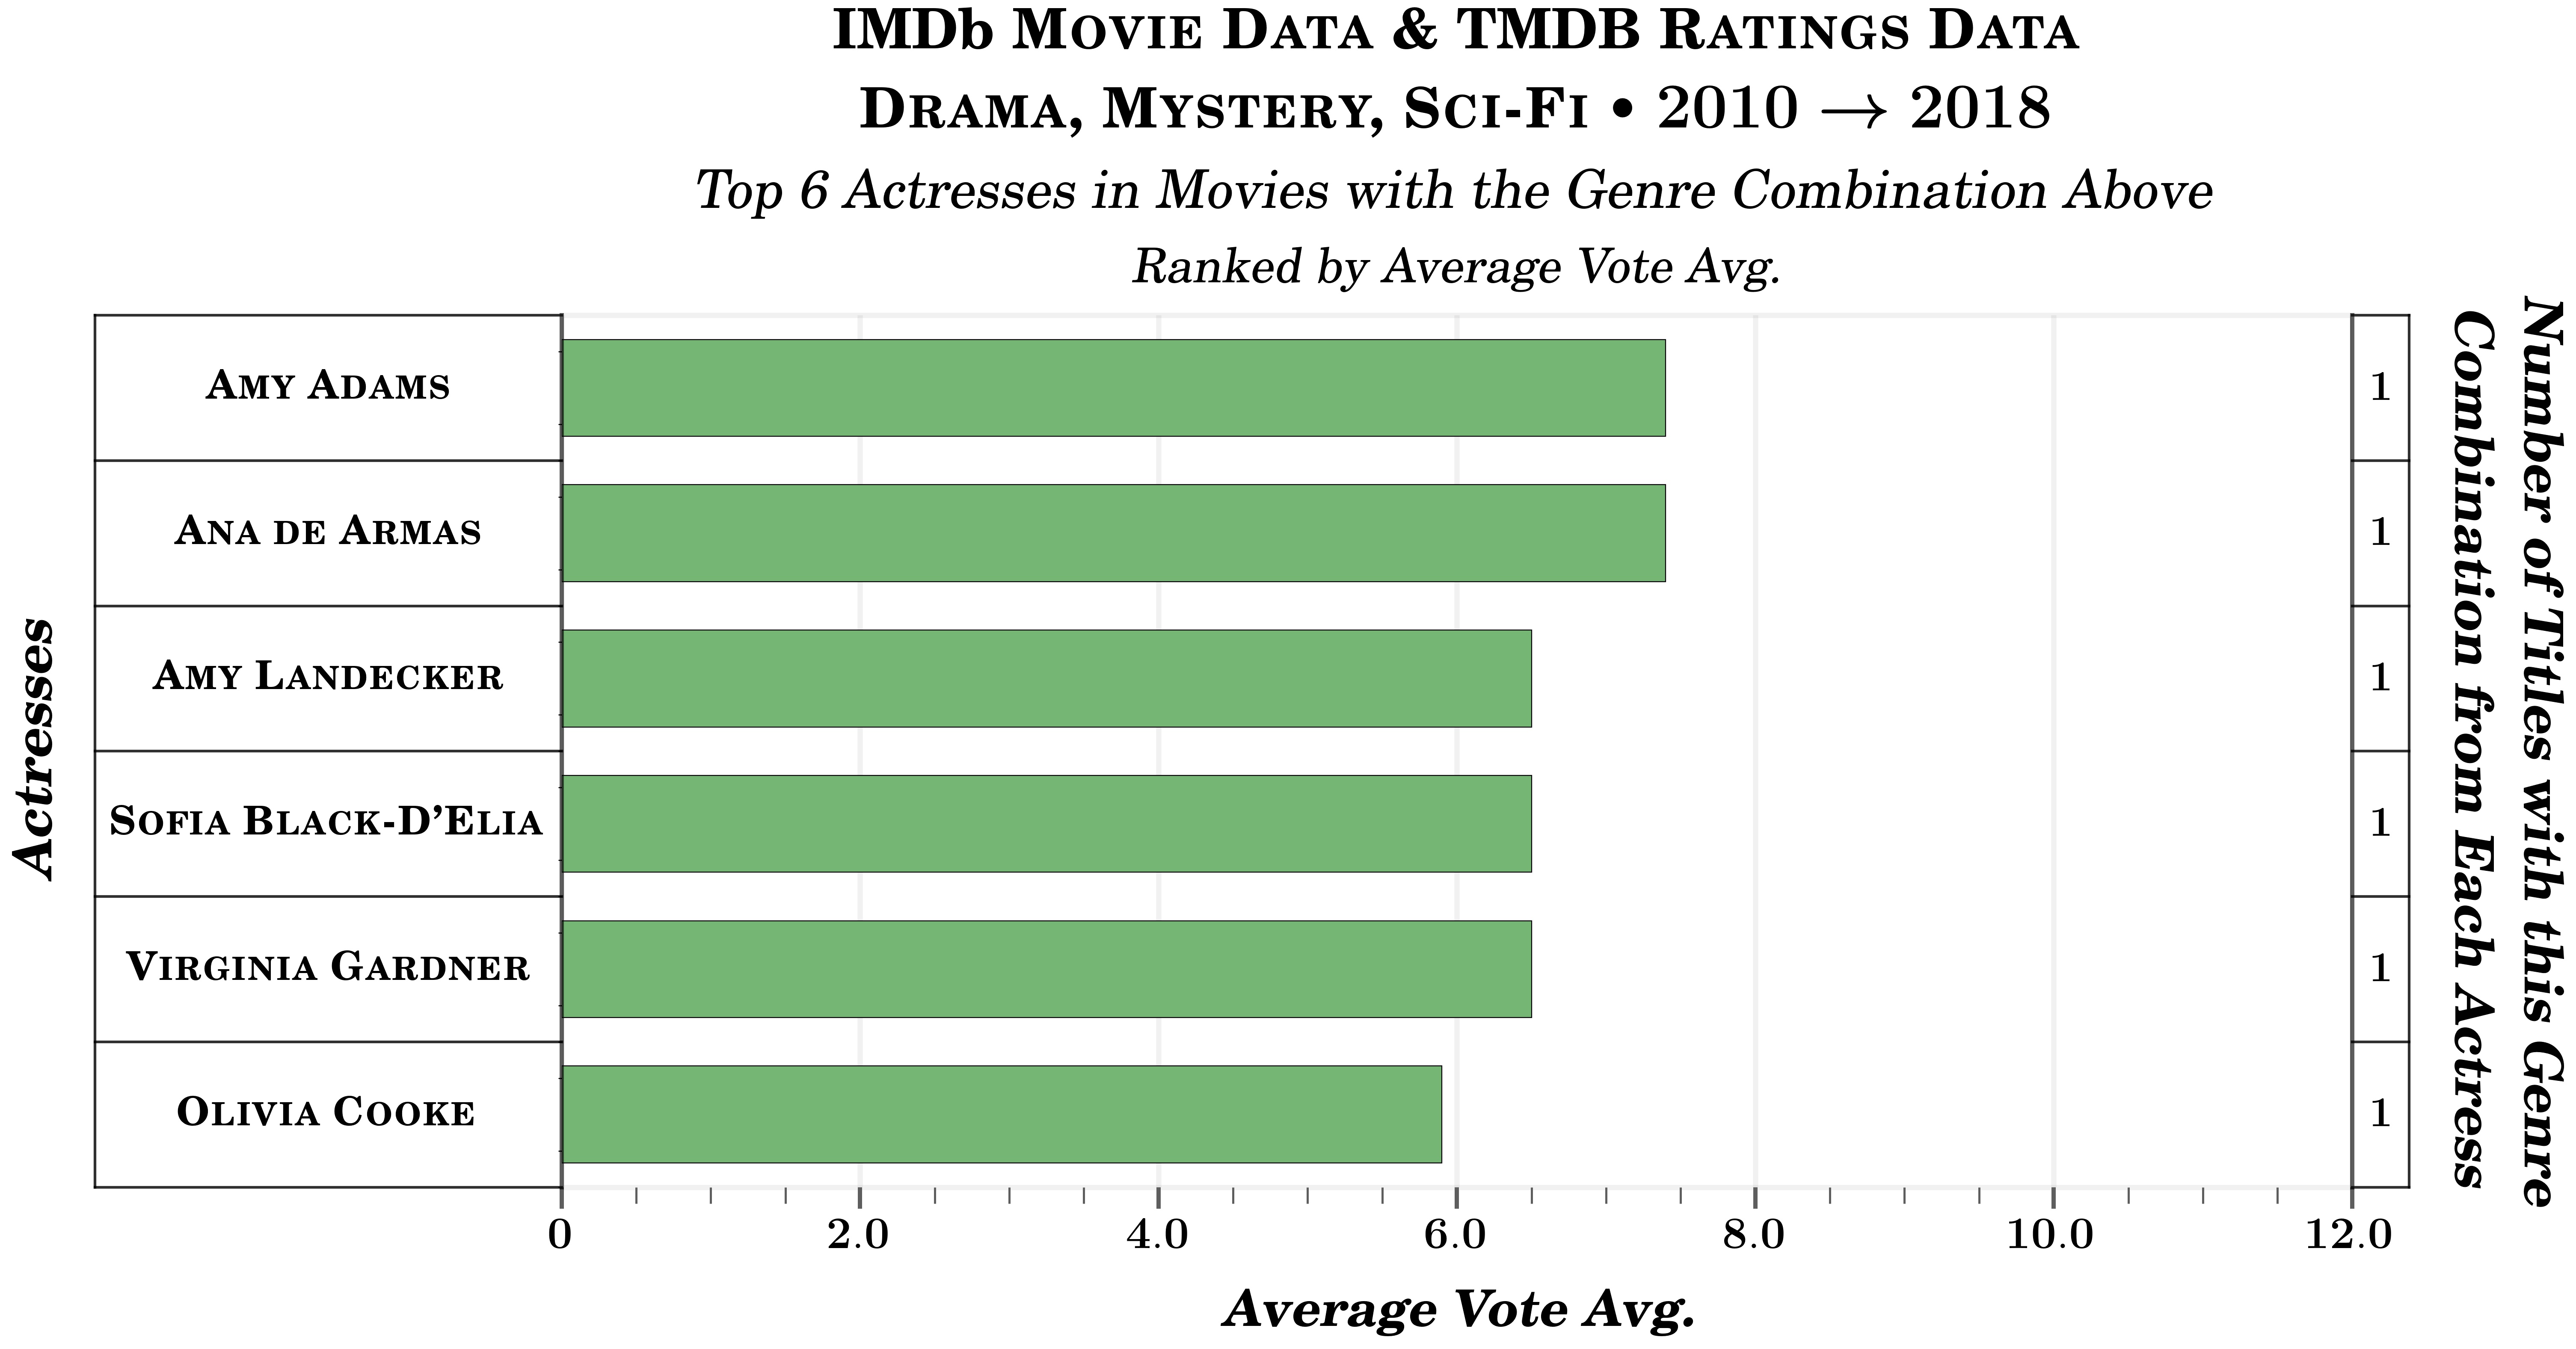 IMDb Movie Data & TMDB Ratings Data
Drama, Mystery, Sci-Fi • 2010 → 2018
Top 6 Actresses in Movies with the Genre Combination Above
Ranked by Average Vote Avg.
Actresses
Amy Adams
1
Ana de Armas
1
Amy Landecker
1
Sofia Black-D’Elia
1
Virginia Gardner
1
Olivia Cooke
1
Number of Titles with this Genre
Combination from Each Actress
0 2.0 4.0 6.0 8.0 10.0 12.0
Average Vote Avg.